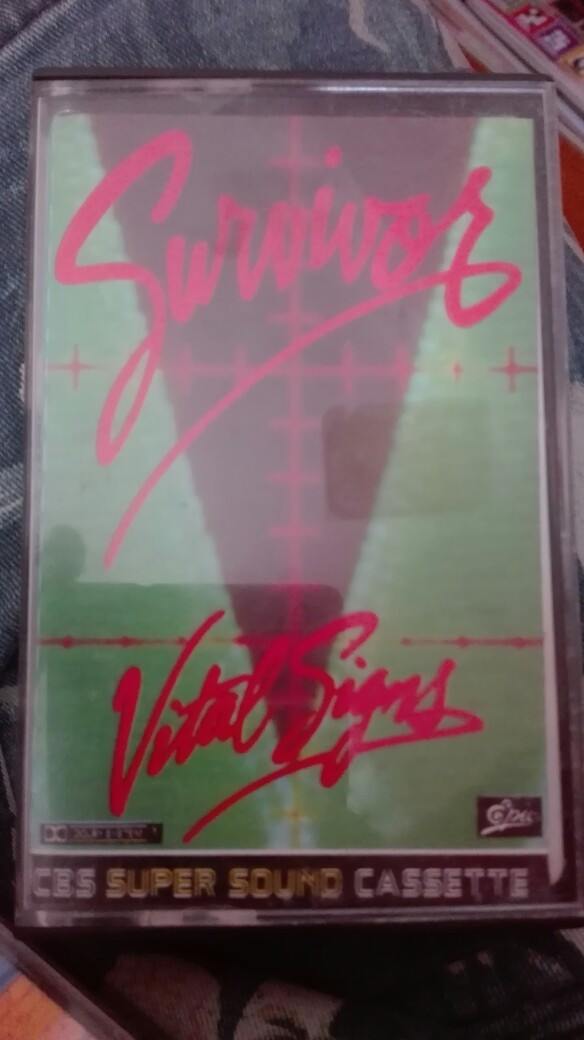 Survivor
Vital Signs
Epic
CBS SUPER SOUND CASSETTE